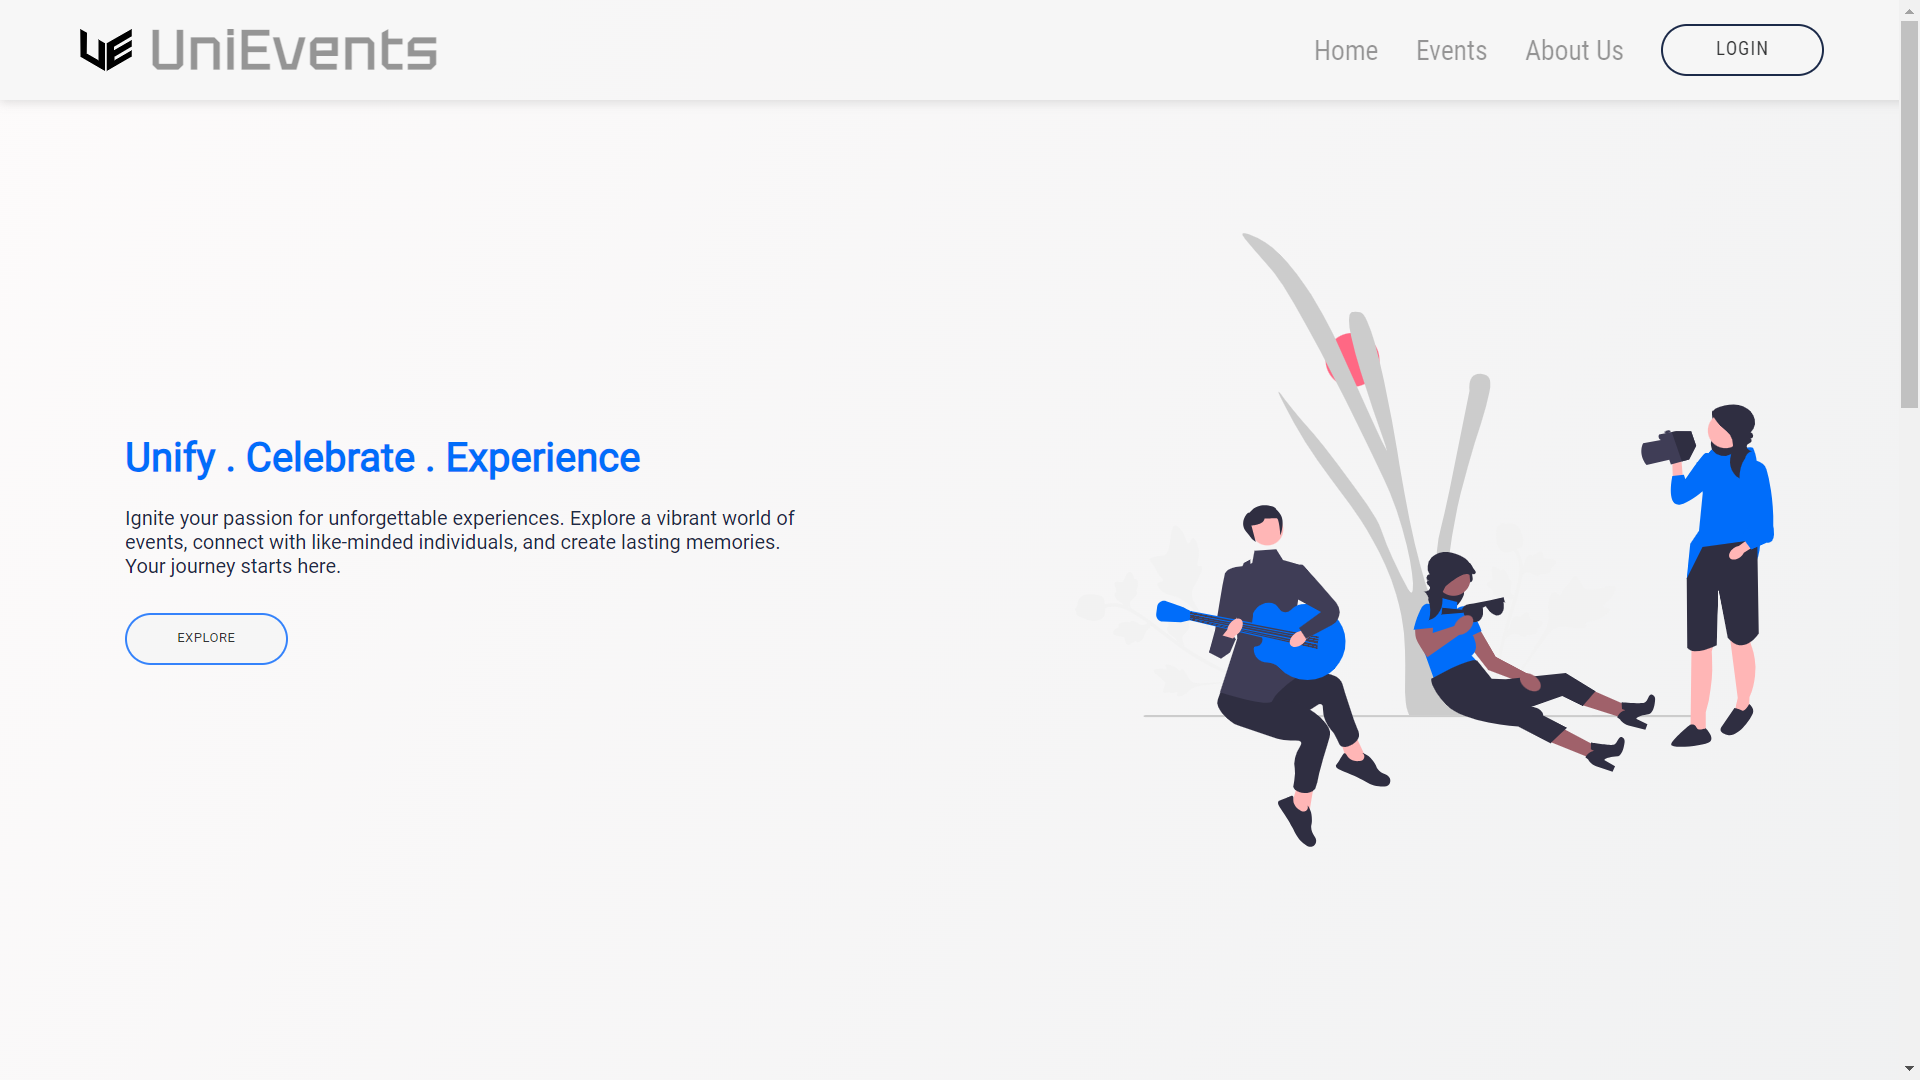 UE UniEvents
Home Events About Us LOGIN
Unify . Celebrate . Experience
Ignite your passion for unforgettable experiences. Explore a vibrant world of
events, connect with like-minded individuals, and create lasting memories.
Your journey starts here.
EXPLORE